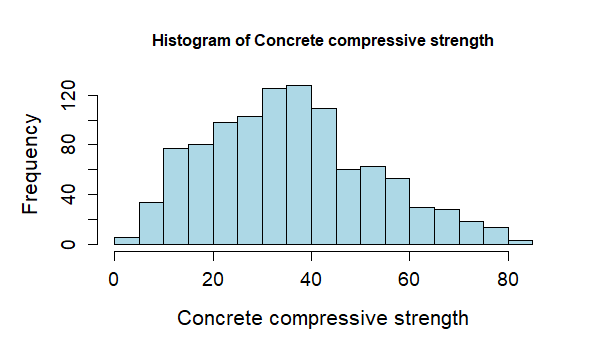 Histogram of Concrete compressive strength
Frequency
120
80
40
0
0 20 40 60 80
Concrete compressive strength